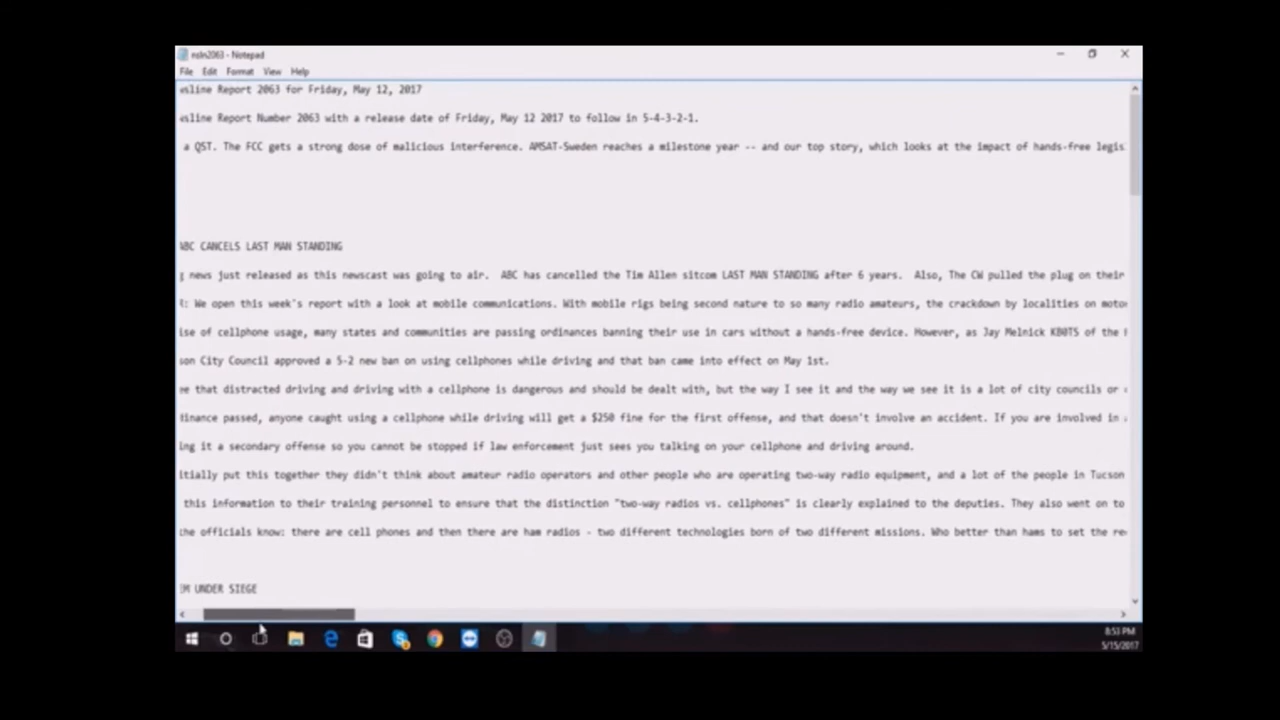 nsln2063 - Notepad
File Edit Format View Help
sline Report 2063 for Friday, May 12, 2017
sline Report Number 2063 with a release date of Friday, May 12 2017 to follow in 5-4-3-2-1.
a QST. The FCC gets a strong dose of malicious interference. AMSAT-Sweden reaches a milestone year -- and our top story, which looks at the impact of hands-free legis
ABC CANCELS LAST MAN STANDING
news just released as this newscast was going to air. ABC has cancelled the Tim Allen sitcom LAST MAN STANDING after 6 years. Also, The CW pulled the plug on their
: We open this week's report with a look at mobile communications. With mobile rigs being second nature to so many radio amateurs, the crackdown by localities on moto
ise of cellphone usage, many states and communities are passing ordinances banning their use in cars without a hands-free device. However, as Jay Melnick KB0TS of the
son City Council approved a 5-2 new ban on using cellphones while driving and that ban came into effect on May 1st.
ee that distracted driving and driving with a cellphone is dangerous and should be dealt with, but the way I see it and the way we see it is a lot of city councils or
inance passed, anyone caught using a cellphone while driving will get a $250 fine for the first offense, and that doesn't involve an accident. If you are involved in
ing it a secondary offense so you cannot be stopped if law enforcement just sees you talking on your cellphone and driving around.
itially put this together they didn't think about amateur radio operators and other people who are operating two-way radio equipment, and a lot of the people in Tucson
this information to their training personnel to ensure that the distinction "two-way radios vs. cellphones" is clearly explained to the deputies. They also went on to
he officials know: there are cell phones and then there are ham radios - two different technologies born of two different missions. Who better than hams to set the re
EM UNDER SIEGE
8:53 PM
5/15/2017